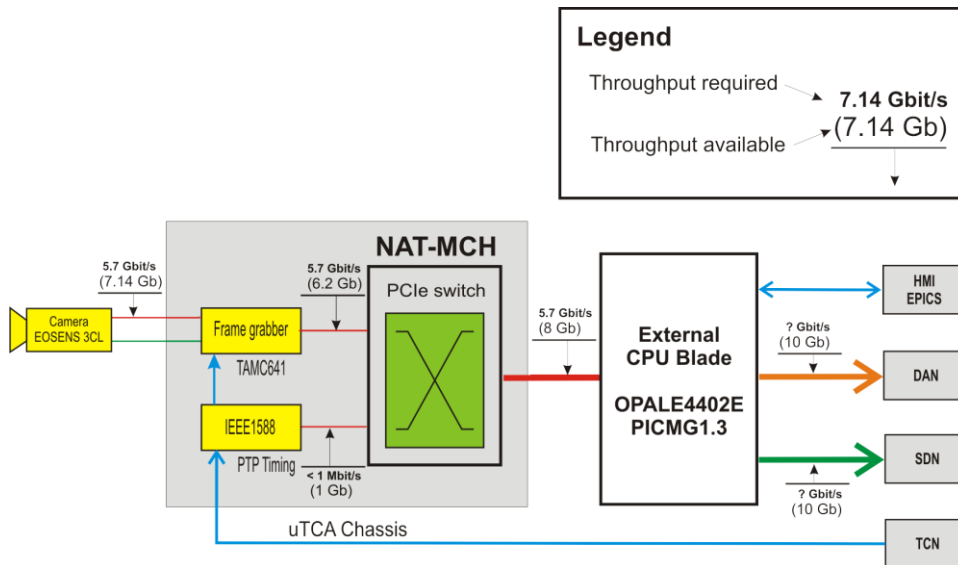 Legend
Throughput required
7.14 Gbit/s
(7.14 Gb)
Throughput available
NAT-MCH
PCIe switch
5.7 Gbit/s
(7.14 Gb)
5.7 Gbit/s
(6.2 Gb)
Camera
EOSENS 3CL
Frame grabber
TAMC641
IEEE1588
PTP Timing
< 1 Mbit/s
(1 Gb)
uTCA Chassis
5.7 Gbit/s
(8 Gb)
External
CPU Blade
OPALE4402E
PICMG1.3
? Gbit/s
(10 Gb)
? Gbit/s
(10 Gb)
HMI
EPICS
DAN
SDN
TCN